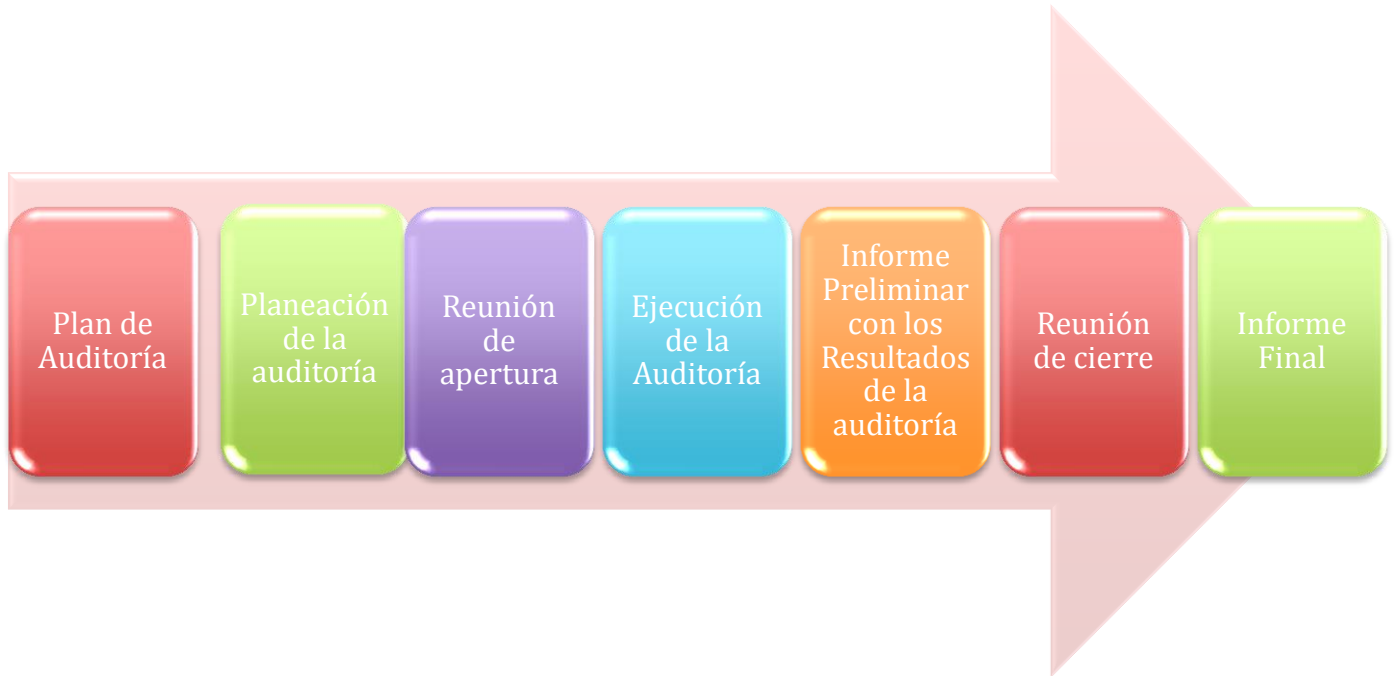 Plan de
Auditoría
Planeación
de la
auditoría
Reunión
de
apertura
Ejecución
de la
Auditoría
Informe
Preliminar
con los
Resultados
de la
auditoría
Reunión
de cierre
Informe
Final